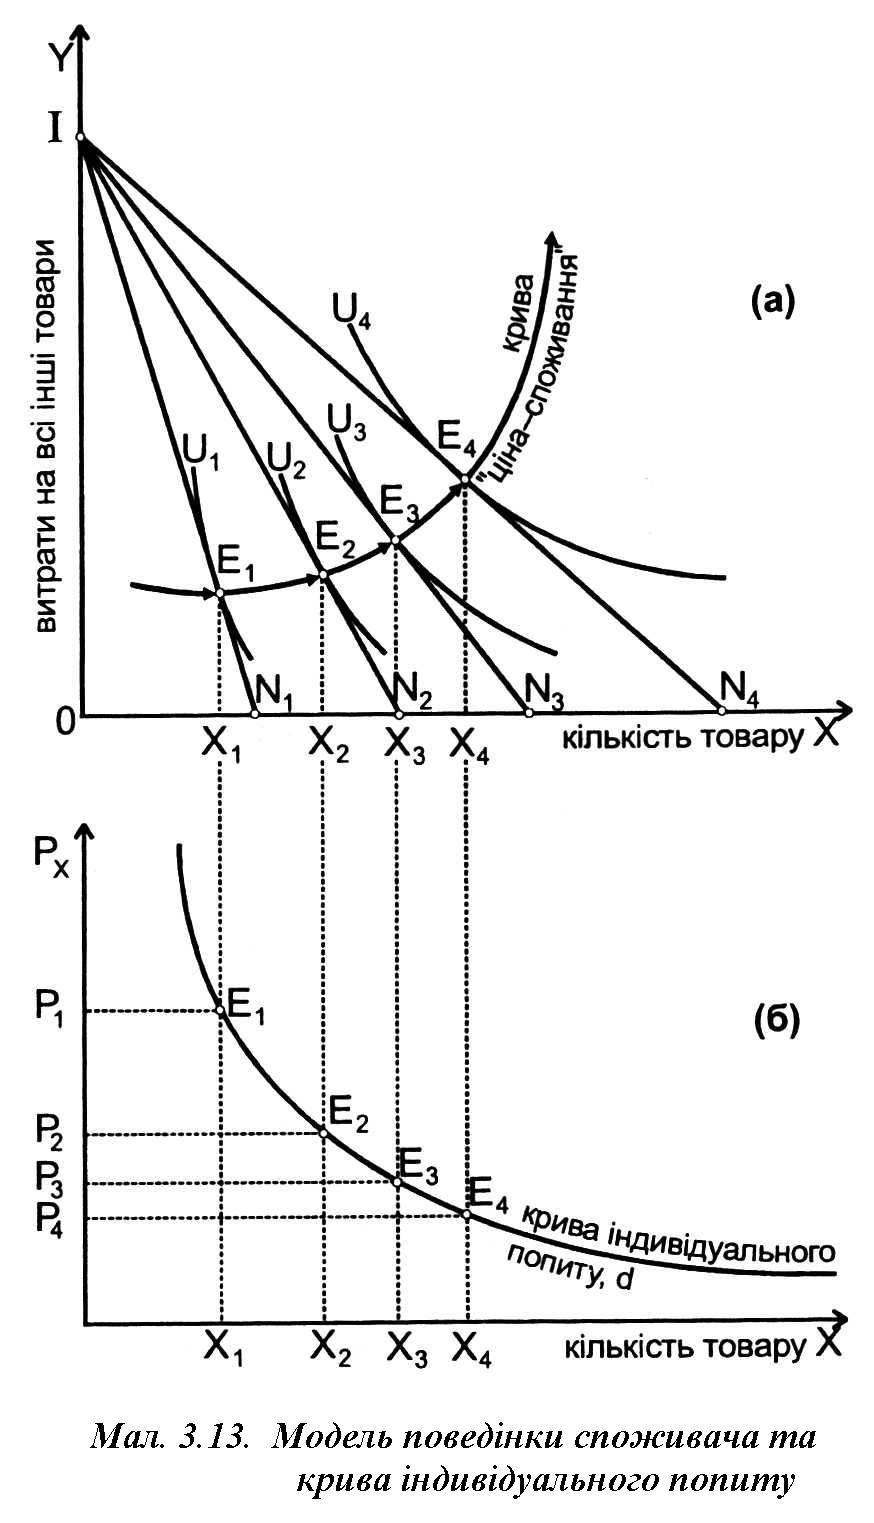 Y
I
витрати на всі інші товари
(а)
крива
"ціна–споживання"
U4
U3
U1
U2
E4
E3
E2
E1
N1
N2
N3
N4
0
X1 X2 X3 X4 кількість товару X
Px
P1
E1
(б)
P2
E2
P3
E3
P4
E4
крива індивідуального
попиту, d
X1 X2 X3 X4 кількість товару X
Мал. 3.13. Модель поведінки споживача та
крива індивідуального попиту